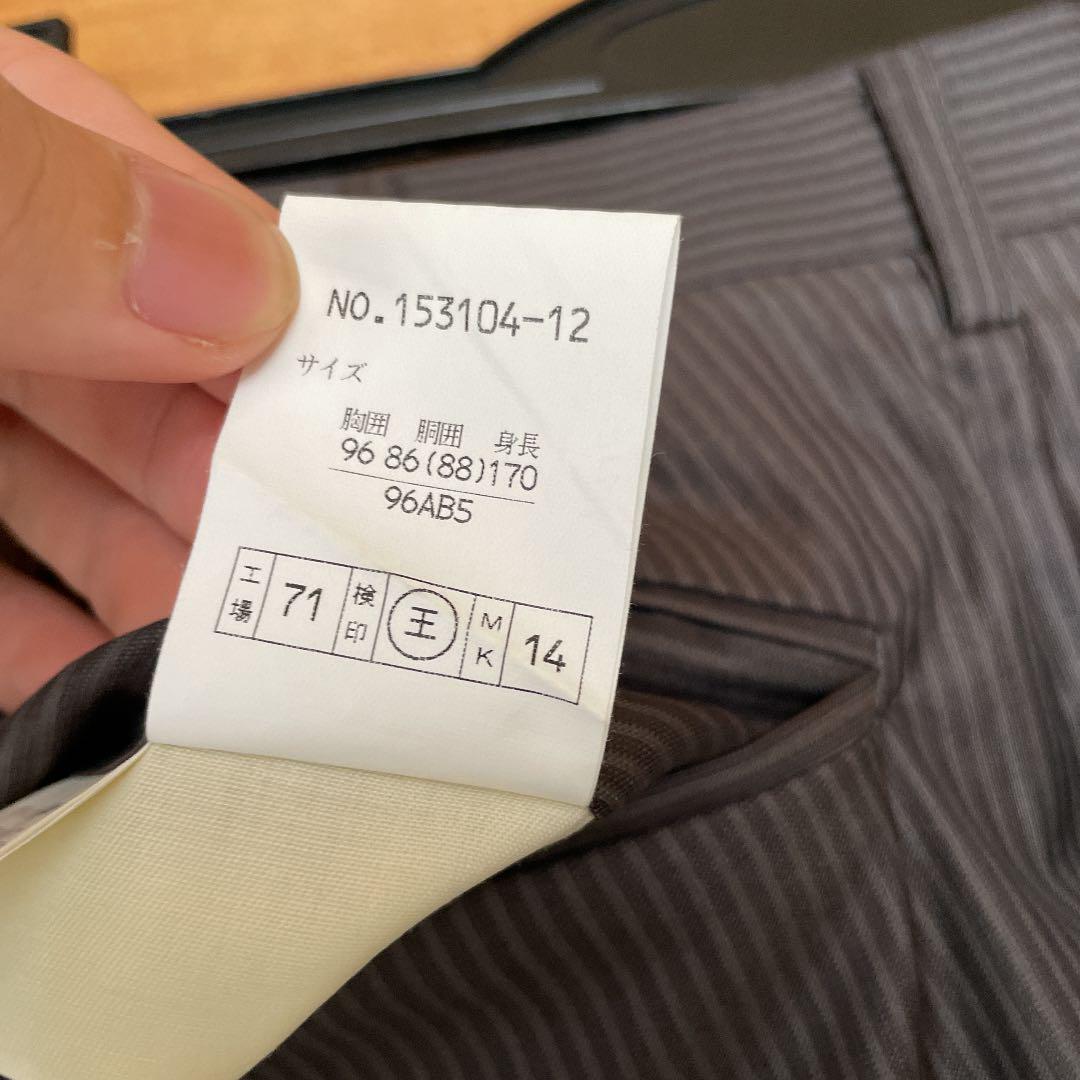 NO.153104-12
サイズ
胸囲 胴囲 身長
96 86(88)170
96AB5
工場 71 検印 王 MK 14